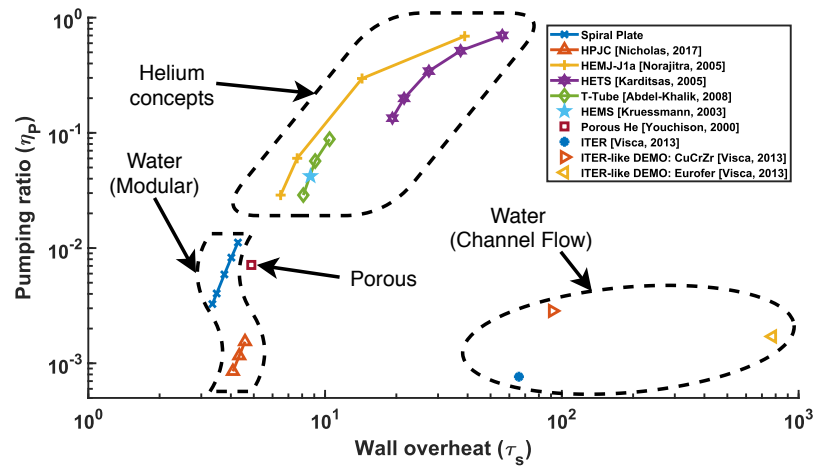 10^0
10^-1
10^-2
10^-3
Pumping ratio (η_P)
Helium
concepts
Water
(Modular)
Porous
Water
(Channel Flow)
Spiral Plate
HPJC [Nicholas, 2017]
HEMJ-J1a [Norajitra, 2005]
HETS [Karditsas, 2005]
T-Tube [Abdel-Khalik, 2008]
HEMS [Kruessmann, 2003]
Porous He [Youchison, 2000]
ITER [Visca, 2013]
ITER-like DEMO: CuCrZr [Visca, 2013]
ITER-like DEMO: Eurofer [Visca, 2013]
10^0 10^1 10^2 10^3
Wall overheat (τ_s)